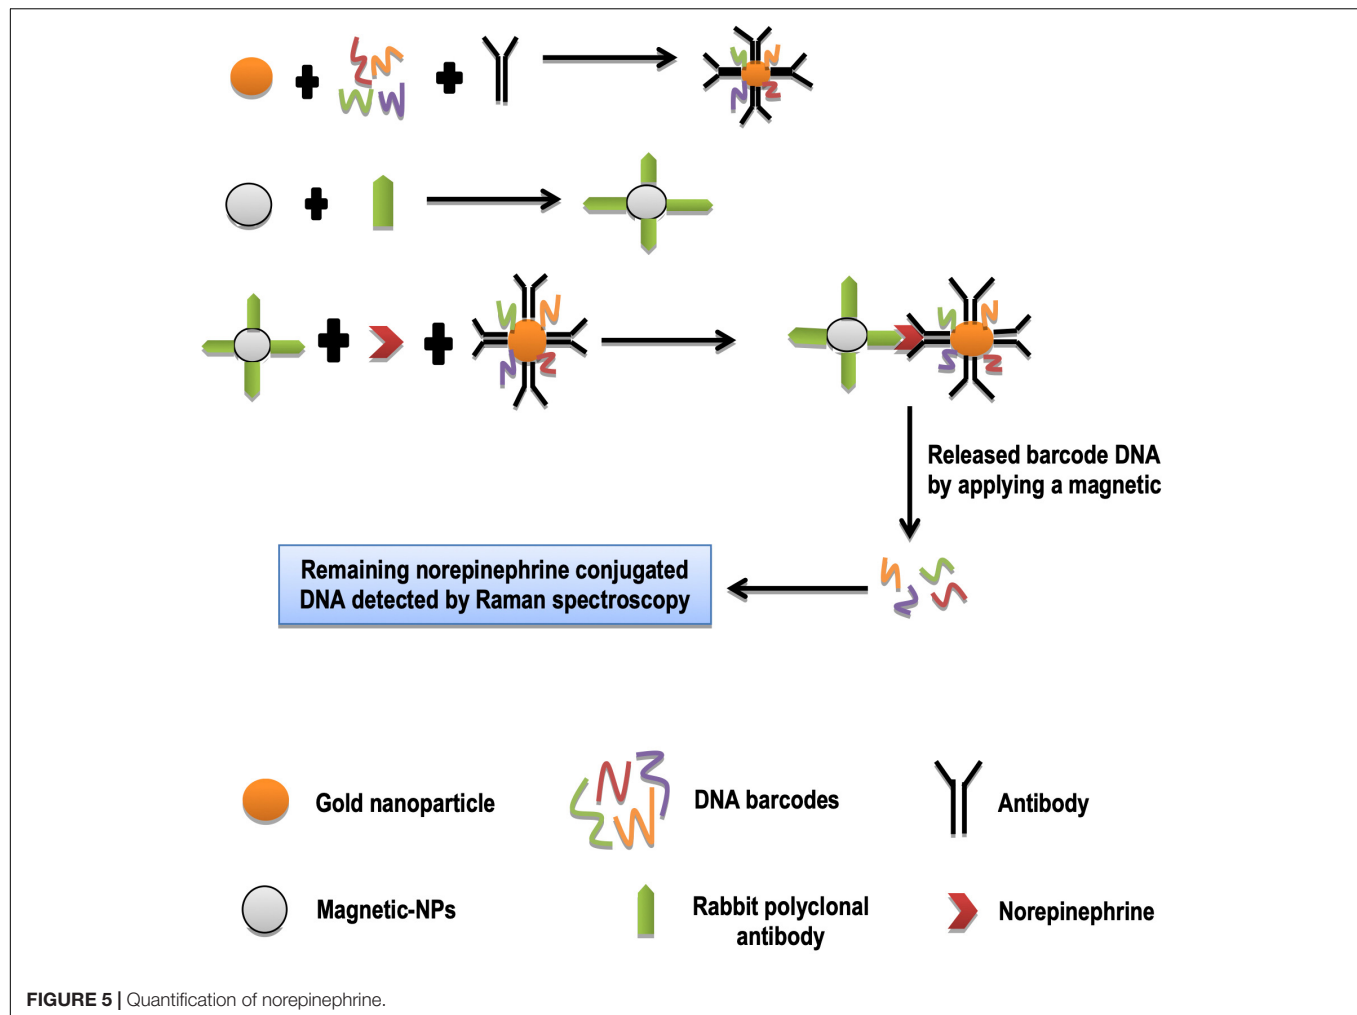 Released barcode DNA
by applying a magnetic
Remaining norepinephrine conjugated
DNA detected by Raman spectroscopy
Gold nanoparticle
DNA barcodes
Antibody
Magnetic-NPs
Rabbit polyclonal
antibody
Norepinephrine
FIGURE 5 | Quantification of norepinephrine.